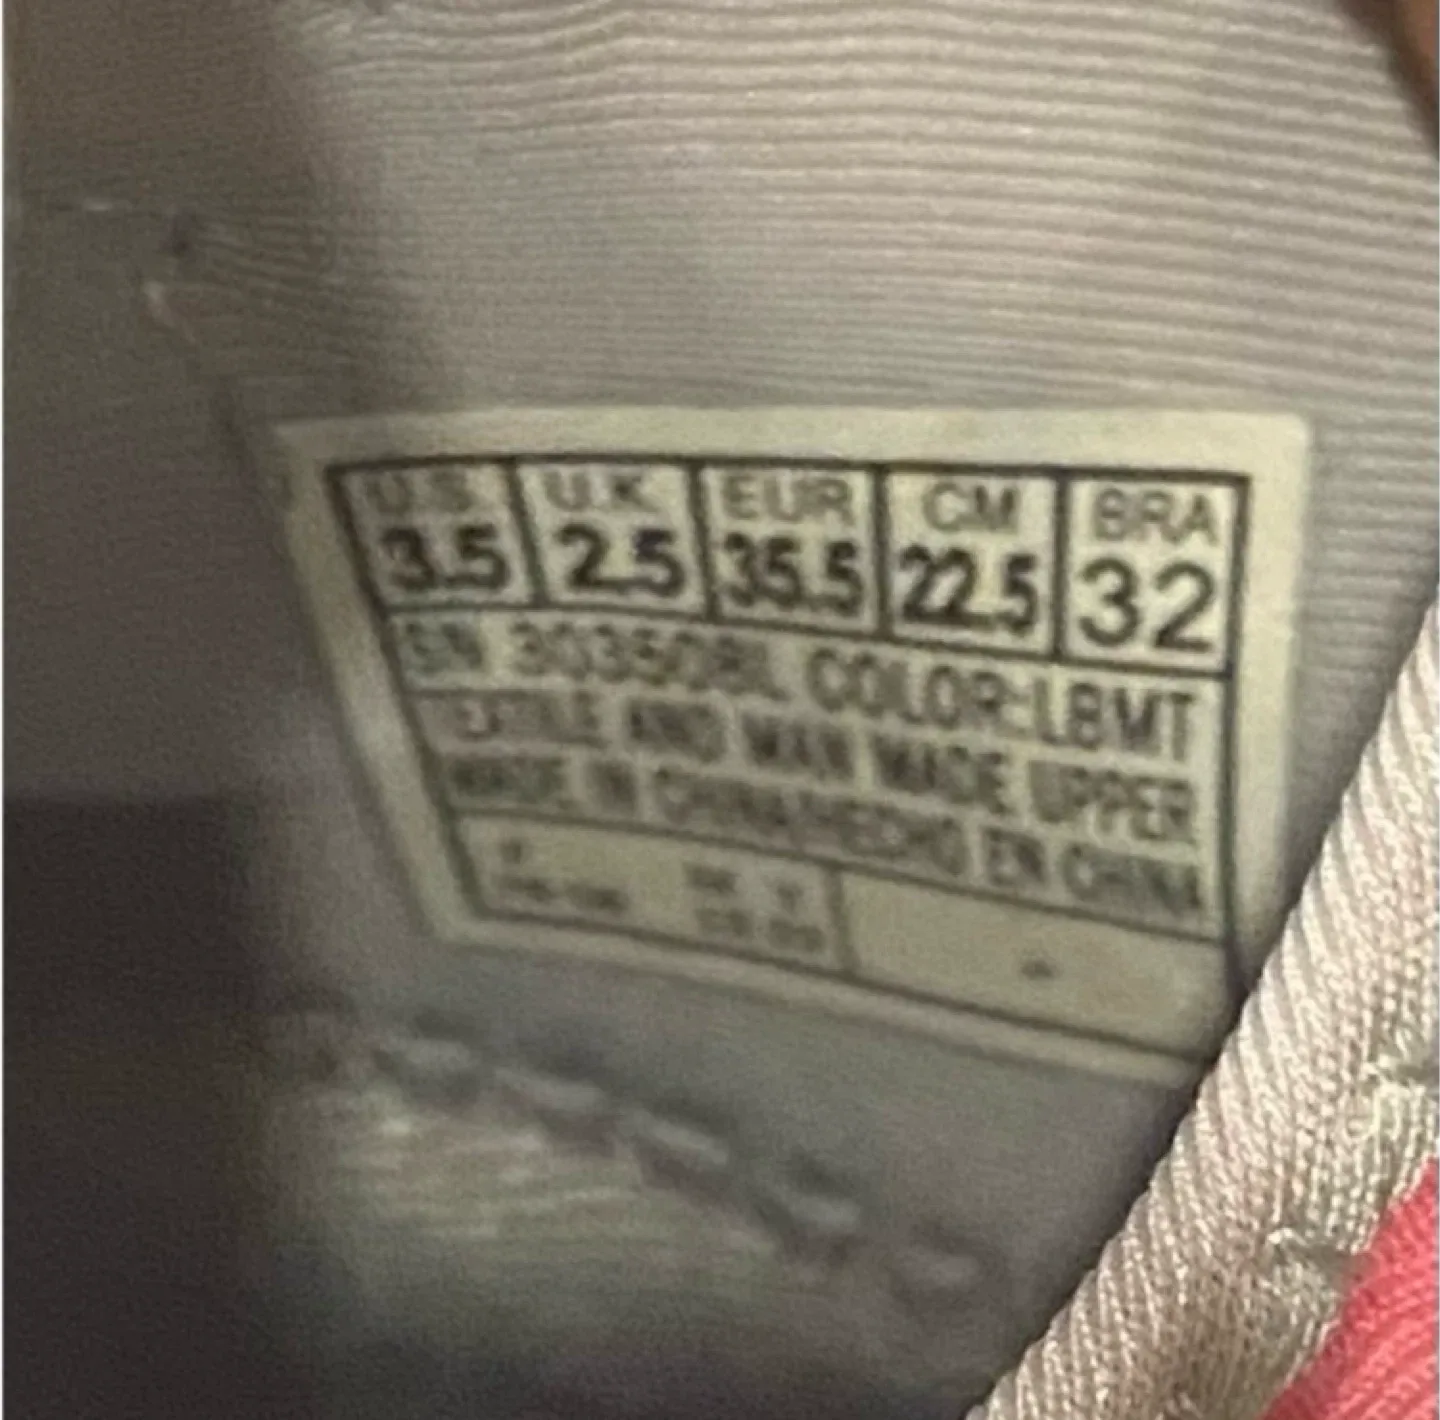 U.S. U.K EUR CM BRA
3.5 2.5 35.5 22.5 32
S/N 303508L COLOR:LBMT
TEXTILE AND MAN MADE UPPER
MADE IN CHINA/HECHO EN CHINA